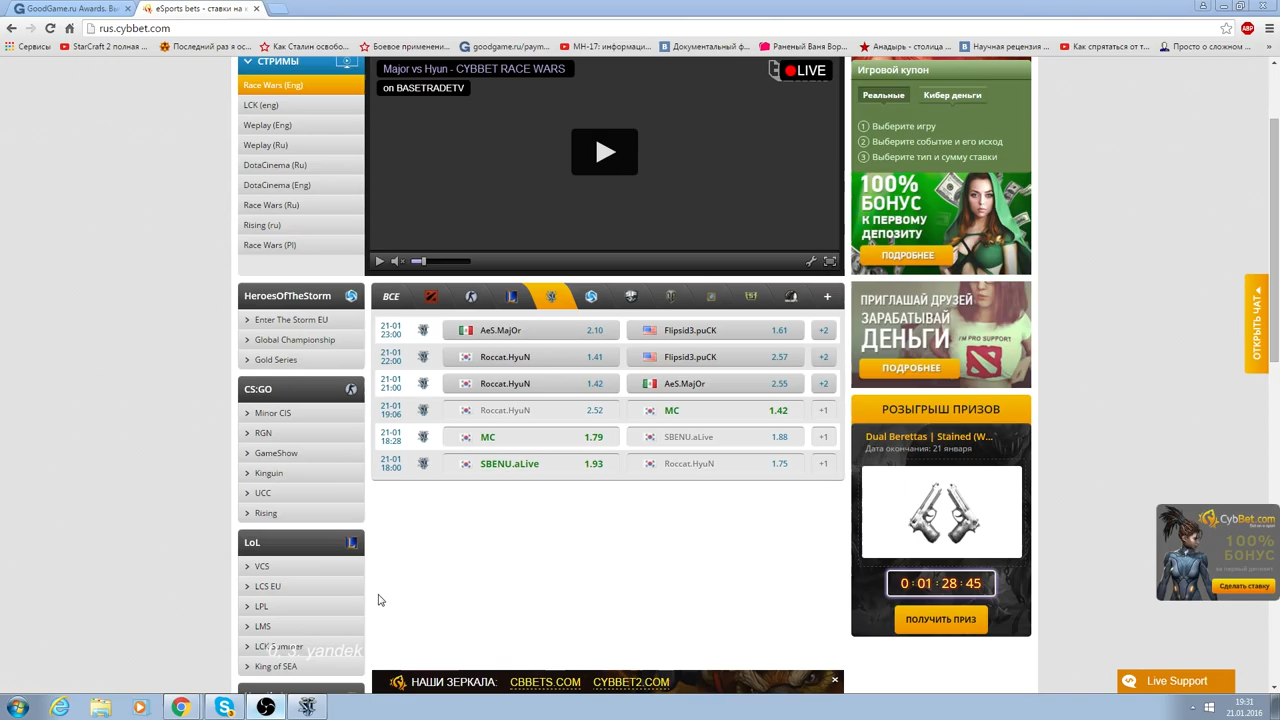 GoodGame.ru Awards. Вы
eSports bets - ставки на к
rus.cybbet.com
ABP
Сервисы
StarCraft 2 полная ...
Последний раз я ос...
Как Сталин освобо...
Боевое применени...
goodgame.ru/paym...
МН-17: информаци...
Документальный ф...
Раненый Ваня Вор...
Анадырь - столица ...
Научная рецензия ...
Как спрятаться от т...
Просто о сложном ...
СТРИМЫ
Race Wars (Eng)
LCK (eng)
Weplay (Eng)
Weplay (Ru)
DotaCinema (Ru)
DotaCinema (Eng)
Race Wars (Ru)
Rising (ru)
Race Wars (Pl)
Major vs Hyun - CYBBET RACE WARS
on BASETRADETV
LIVE
Игровой купон
Реальные
Кибер деньги
1 Выберите игру
2 Выберите событие и его исход
3 Выберите тип и сумму ставки
100%
БОНУС
К ПЕРВОМУ
ДЕПОЗИТУ
ПОДРОБНЕЕ
ПРИГЛАШАЙ ДРУЗЕЙ
ЗАРАБАТЫВАЙ
ДЕНЬГИ
I'M PRO SUPPORT
ПОДРОБНЕЕ
ОТКРЫТЬ ЧАТ
HeroesOfTheStorm
Enter The Storm EU
Global Championship
Gold Series
CS:GO
Minor CIS
RGN
GameShow
Kinguin
UCC
Rising
LoL
VCS
LCS EU
LPL
LMS
LCK Summer
King of SEA
ВСЕ
+
21-01 23:00 AeS.MajOr 2.10 Flipsid3.puCK 1.61 +2
21-01 22:00 Roccat.HyuN 1.41 Flipsid3.puCK 2.57 +2
21-01 21:00 Roccat.HyuN 1.42 AeS.MajOr 2.55 +2
21-01 19:06 Roccat.HyuN 2.52 MC 1.42 +1
21-01 18:28 MC 1.79 SBENU.aLive 1.88 +1
21-01 18:00 SBENU.aLive 1.93 Roccat.HyuN 1.75 +1
РОЗЫГРЫШ ПРИЗОВ
Dual Berettas | Stained (W...
Дата окончания: 21 января
0 : 01 : 28 : 45
ПОЛУЧИТЬ ПРИЗ
CybBet.com
100%
БОНУС
Сделать ставку
НАШИ ЗЕРКАЛА: CBBETS.COM CYBBET2.COM
Live Support
19:31
21.01.2016